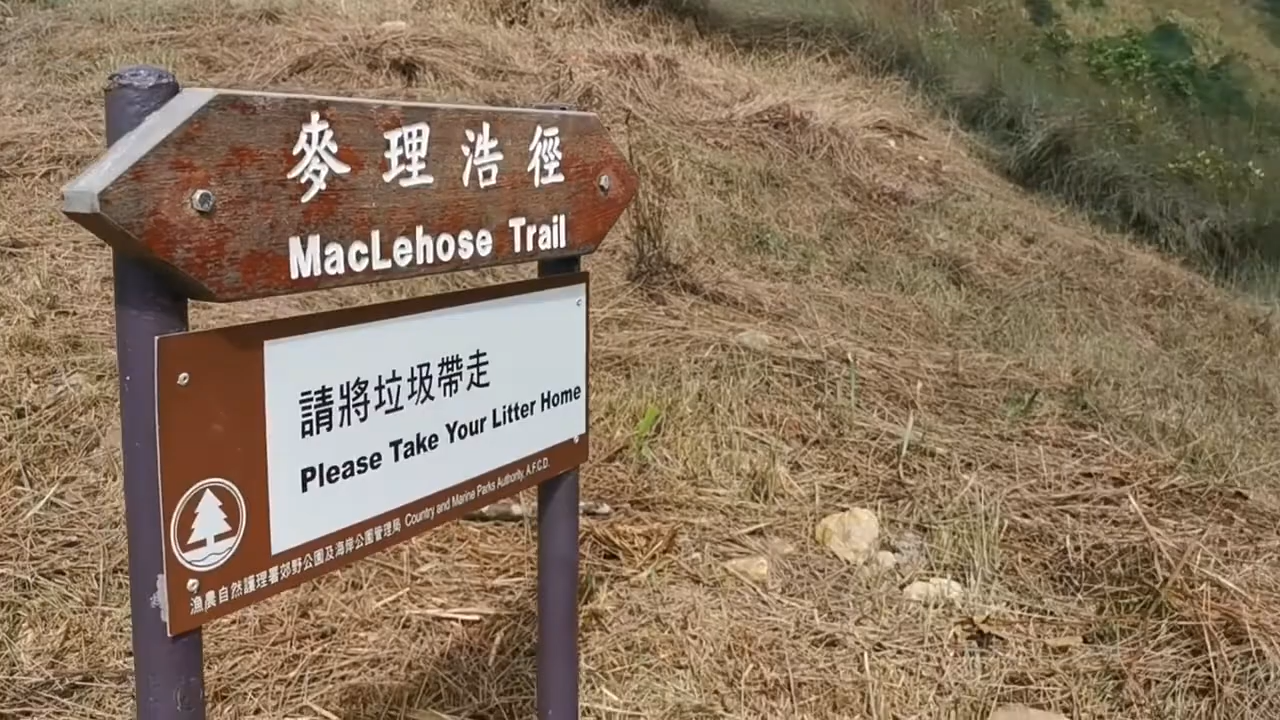 麥理浩徑
MacLehose Trail
請將垃圾帶走
Please Take Your Litter Home
漁農自然護理署郊野公園及海岸公園管理局 Country and Marine Parks Authority, A.F.C.D.